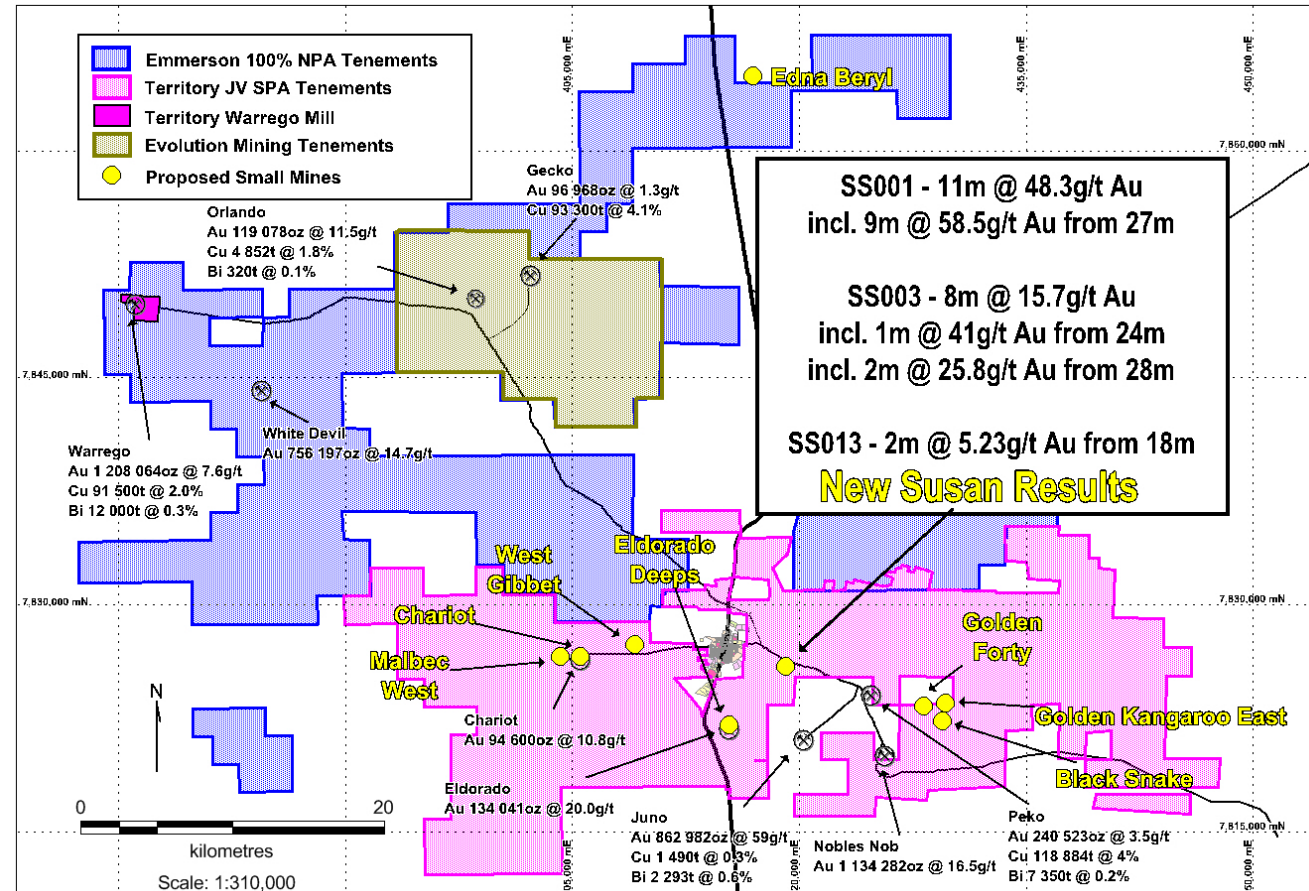 Emmerson 100% NPA Tenements
Territory JV SPA Tenements
Territory Warrego Mill
Evolution Mining Tenements
Proposed Small Mines
405,000 mE
435,000 mE
450,000 mE
Edna Beryl
7,860,000 mN
7,860,000 mN
Gecko
Au 96 968oz @ 1.3g/t
Cu 93 300t @ 4.1%
Orlando
Au 119 078oz @ 11.5g/t
Cu 4 852t @ 1.8%
Bi 320t @ 0.1%
SS001 - 11m @ 48.3g/t Au
incl. 9m @ 58.5g/t Au from 27m
SS003 - 8m @ 15.7g/t Au
incl. 1m @ 41g/t Au from 24m
incl. 2m @ 25.8g/t Au from 28m
SS013 - 2m @ 5.23g/t Au from 18m
New Susan Results
7,845,000 mN
White Devil
Au 756 197oz @ 14.7g/t
Warrego
Au 1 208 064oz @ 7.6g/t
Cu 91 500t @ 2.0%
Bi 12 000t @ 0.3%
West
Gibbet
Eldorado
Deeps
7,830,000 mN
7,830,000 mN
Chariot
Malbec
West
Golden
Forty
Golden Kangaroo East
Black Snake
N
Chariot
Au 94 600oz @ 10.8g/t
Eldorado
Au 134 041oz @ 20.0g/t
Juno
Au 862 982oz @ 59g/t
Cu 1 490t @ 0.3%
Bi 2 293t @ 0.6%
Nobles Nob
Au 1 134 282oz @ 16.5g/t
Peko
Au 240 523oz @ 3.5g/t
Cu 118 884t @ 4%
Bi 7 350t @ 0.2%
7,815,000 mN
0 20
kilometres
Scale: 1:310,000